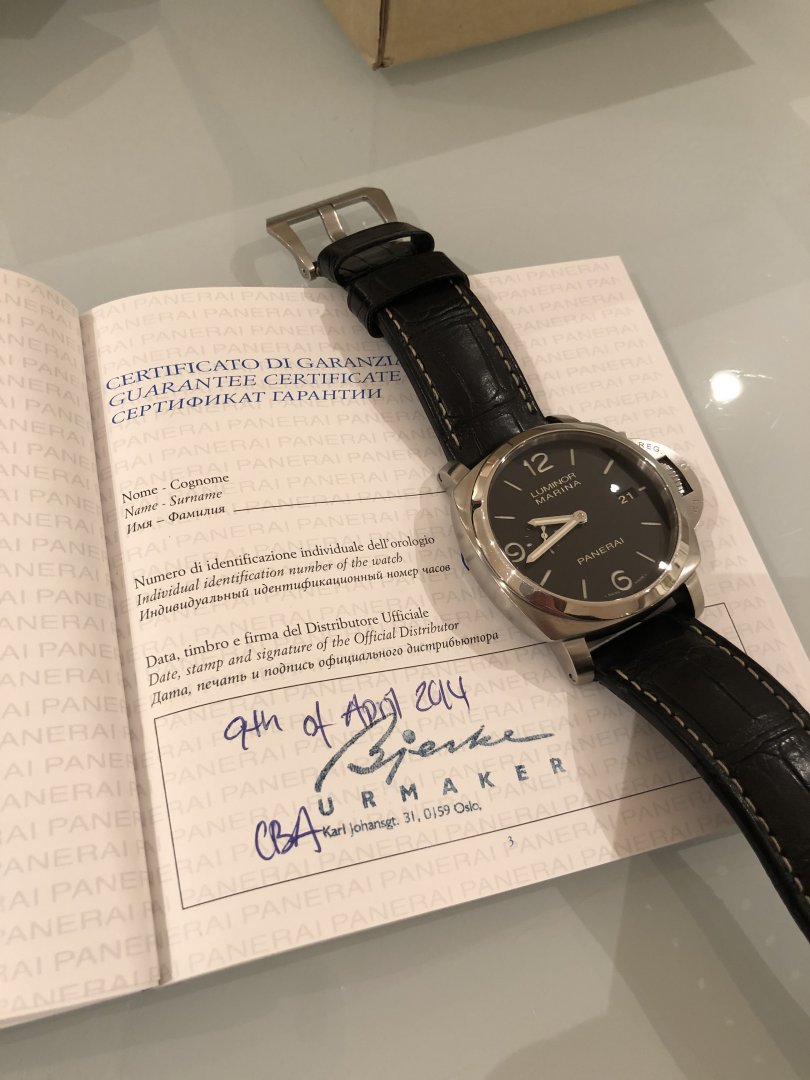 CERTIFICATO DI GARANZIA
GUARANTEE CERTIFICATE
СЕРТИФИКАТ ГАРАНТИИ
Nome - Cognome
Name - Surname
Имя – Фамилия
Numero di identificazione individuale dell'orologio
Individual identification number of the watch
Индивидуальный идентификационный номер часов
Data, timbro e firma del Distributore Ufficiale
Date, stamp and signature of the Official Distributor
Дата, печать и подпись официального дистрибьютора
9th of April 2014
Bjerke
URMAKER
Karl Johansgt. 31, 0159 Oslo.
CBA
3
12
LUMINOR
MARINA
21
9
PANERAI
6
REG.
PANERAI PANERAI